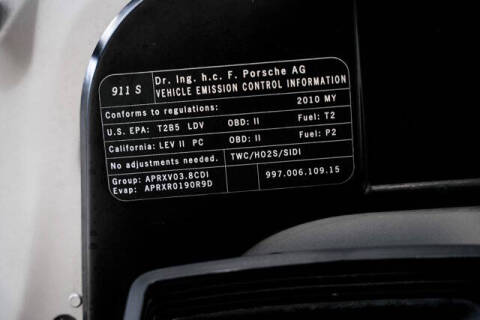 911 S
Dr. Ing. h.c. F. Porsche AG
VEHICLE EMISSION CONTROL INFORMATION
Conforms to regulations: 2010 MY
U.S. EPA: T2B5 LDV OBD: II Fuel: T2
California: LEV II PC OBD: II Fuel: P2
No adjustments needed. TWC/HO2S/SIDI
Group: APRXV03.8CDI
Evap: APRXR0190R9D
997.006.109.15